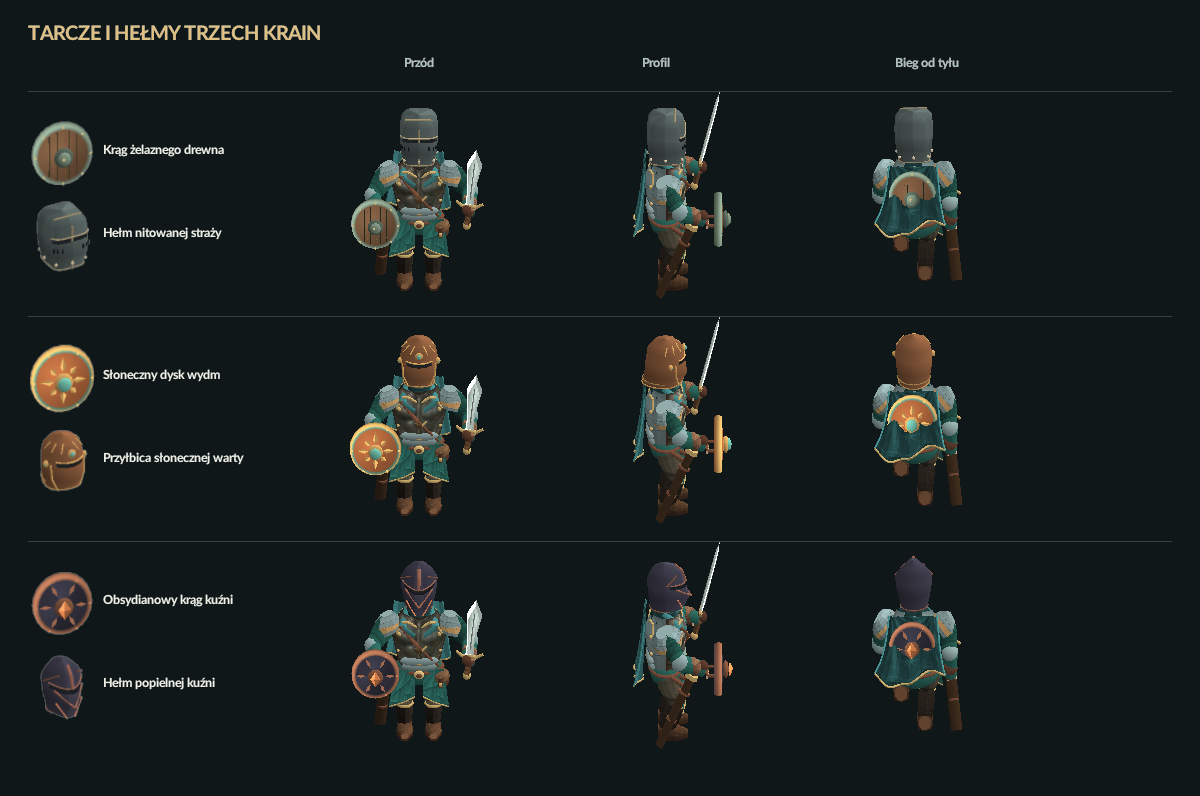 TARCZE I HEŁMY TRZECH KRAIN
Przód Profil Bieg od tyłu
Krąg żelaznego drewna
Hełm nitowanej straży
Słoneczny dysk wydm
Przyłbica słonecznej warty
Obsydianowy krąg kuźni
Hełm popielnej kuźni